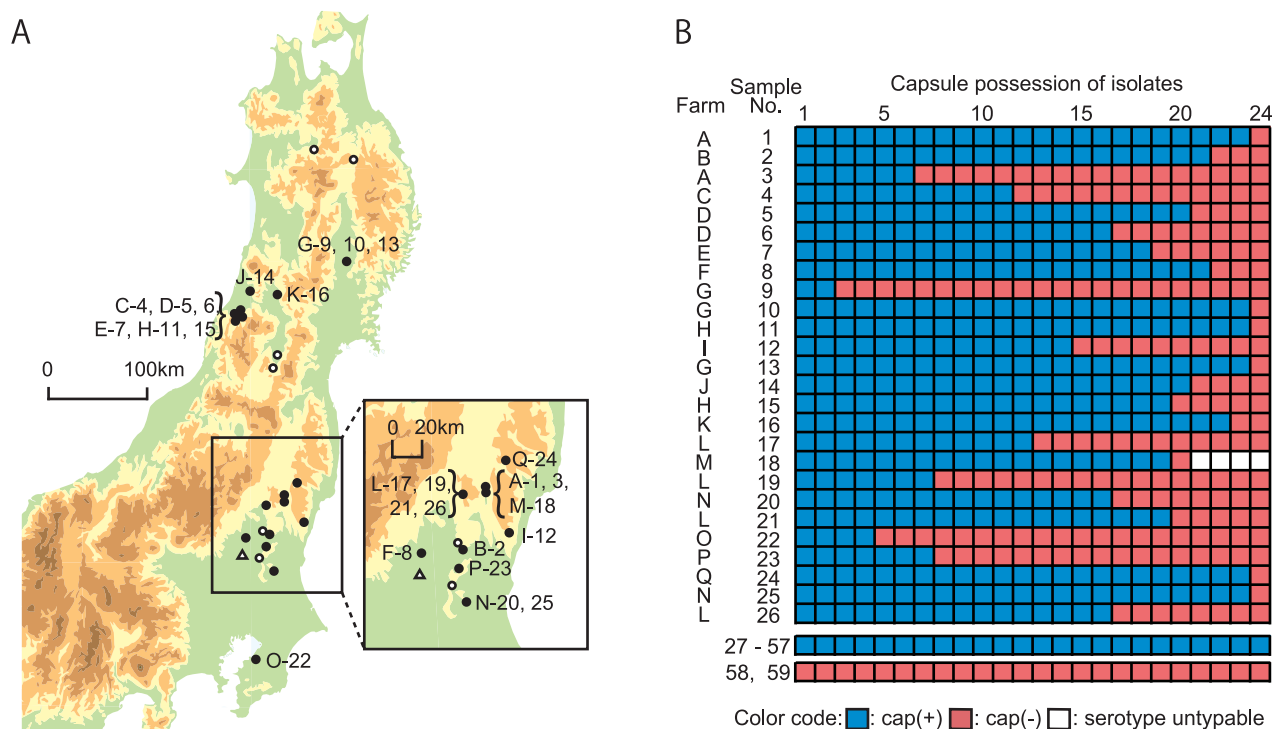 A
G-9, 10, 13
J-14
K-16
C-4, D-5, 6,
E-7, H-11, 15
0 100km
0 20km
Q-24
L-17, 19,
21, 26
A-1, 3,
M-18
I-12
F-8
B-2
P-23
N-20, 25
O-22
B
Capsule possession of isolates
Farm Sample No.
1 5 10 15 20 24
A 1
B 2
A 3
C 4
D 5
D 6
E 7
F 8
G 9
G 10
H 11
I 12
G 13
J 14
H 15
K 16
L 17
M 18
L 19
N 20
L 21
O 22
P 23
Q 24
N 25
L 26
27 - 57
58, 59
Color code: : cap(+) : cap(-) : serotype untypable